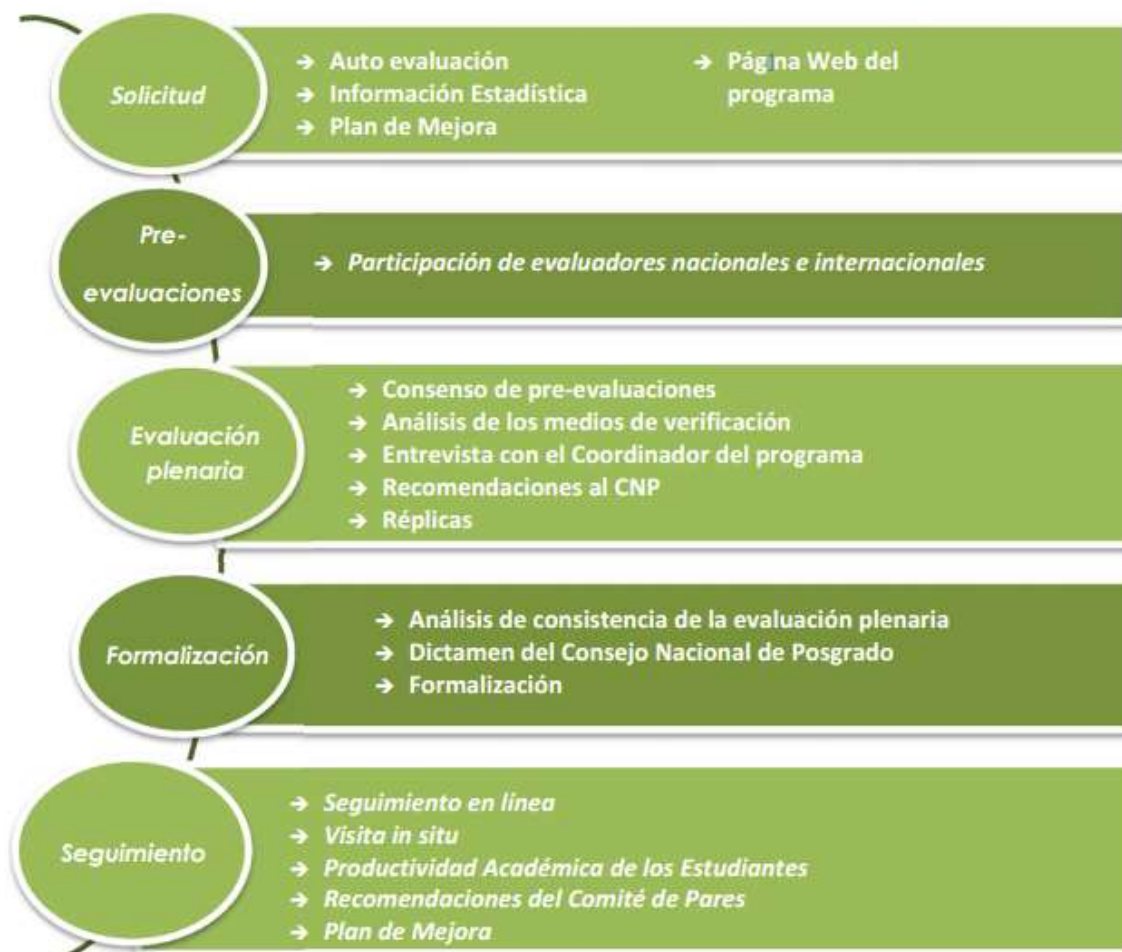 Solicitud
→ Auto evaluación
→ Información Estadística
→ Plan de Mejora
→ Página Web del
programa
Pre-
evaluaciones
→ Participación de evaluadores nacionales e internacionales
Evaluación
plenaria
→ Consenso de pre-evaluaciones
→ Análisis de los medios de verificación
→ Entrevista con el Coordinador del programa
→ Recomendaciones al CNP
→ Réplicas
Formalización
→ Análisis de consistencia de la evaluación plenaria
→ Dictamen del Consejo Nacional de Posgrado
→ Formalización
Seguimiento
→ Seguimiento en línea
→ Visita in situ
→ Productividad Académica de los Estudiantes
→ Recomendaciones del Comité de Pares
→ Plan de Mejora